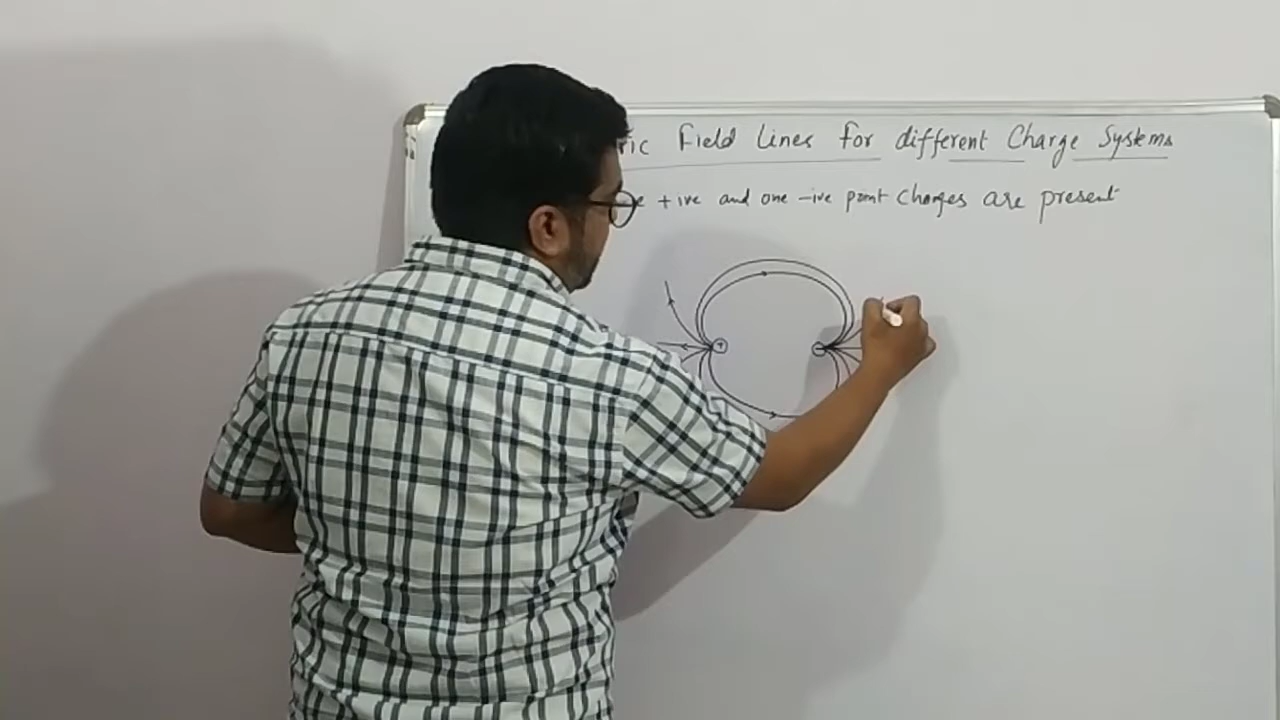 Field Lines for different Charge Systems
+ive and one -ive point charges are present
+
-